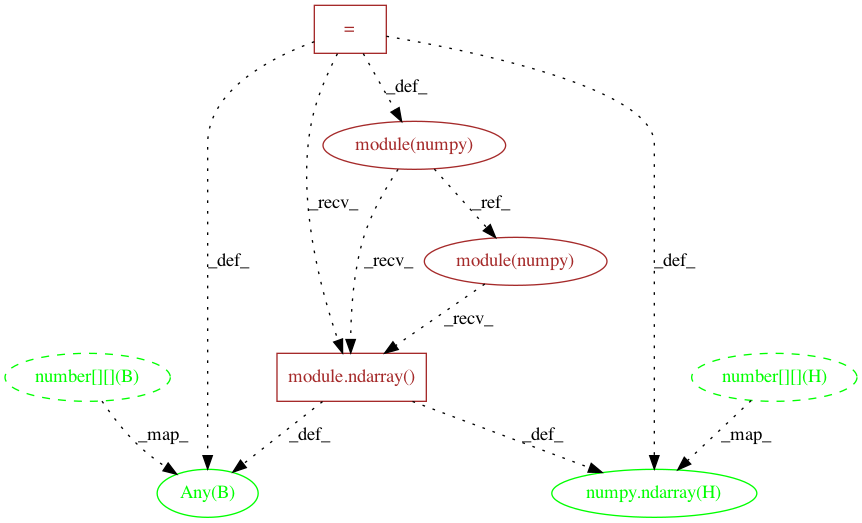 =
_def_
module(numpy)
_recv_
_ref_
_def_
_recv_
module(numpy)
_def_
_recv_
number[][](B)
module.ndarray()
number[][](H)
_map_
_def_
_def_
_map_
Any(B)
numpy.ndarray(H)